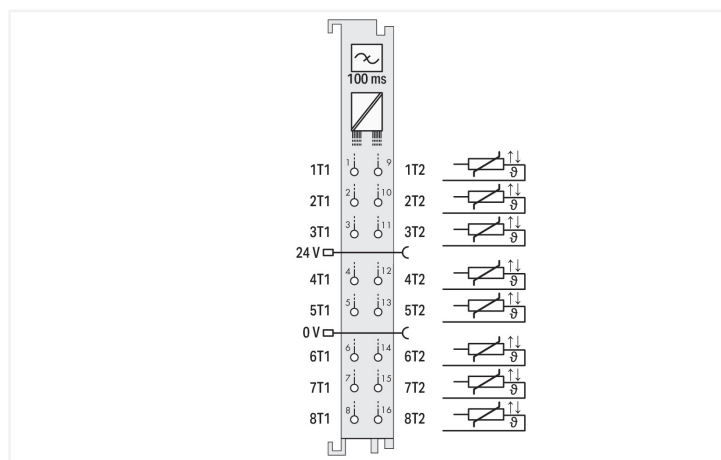 100 ms
1T1 1 9 1T2 ↑↓ ϑ
2T1 2 10 2T2 ↑↓ ϑ
3T1 3 11 3T2 ↑↓ ϑ
24 V
4T1 4 12 4T2 ↑↓ ϑ
5T1 5 13 5T2 ↑↓ ϑ
0 V
6T1 6 14 6T2 ↑↓ ϑ
7T1 7 15 7T2 ↑↓ ϑ
8T1 8 16 8T2 ↑↓ ϑ